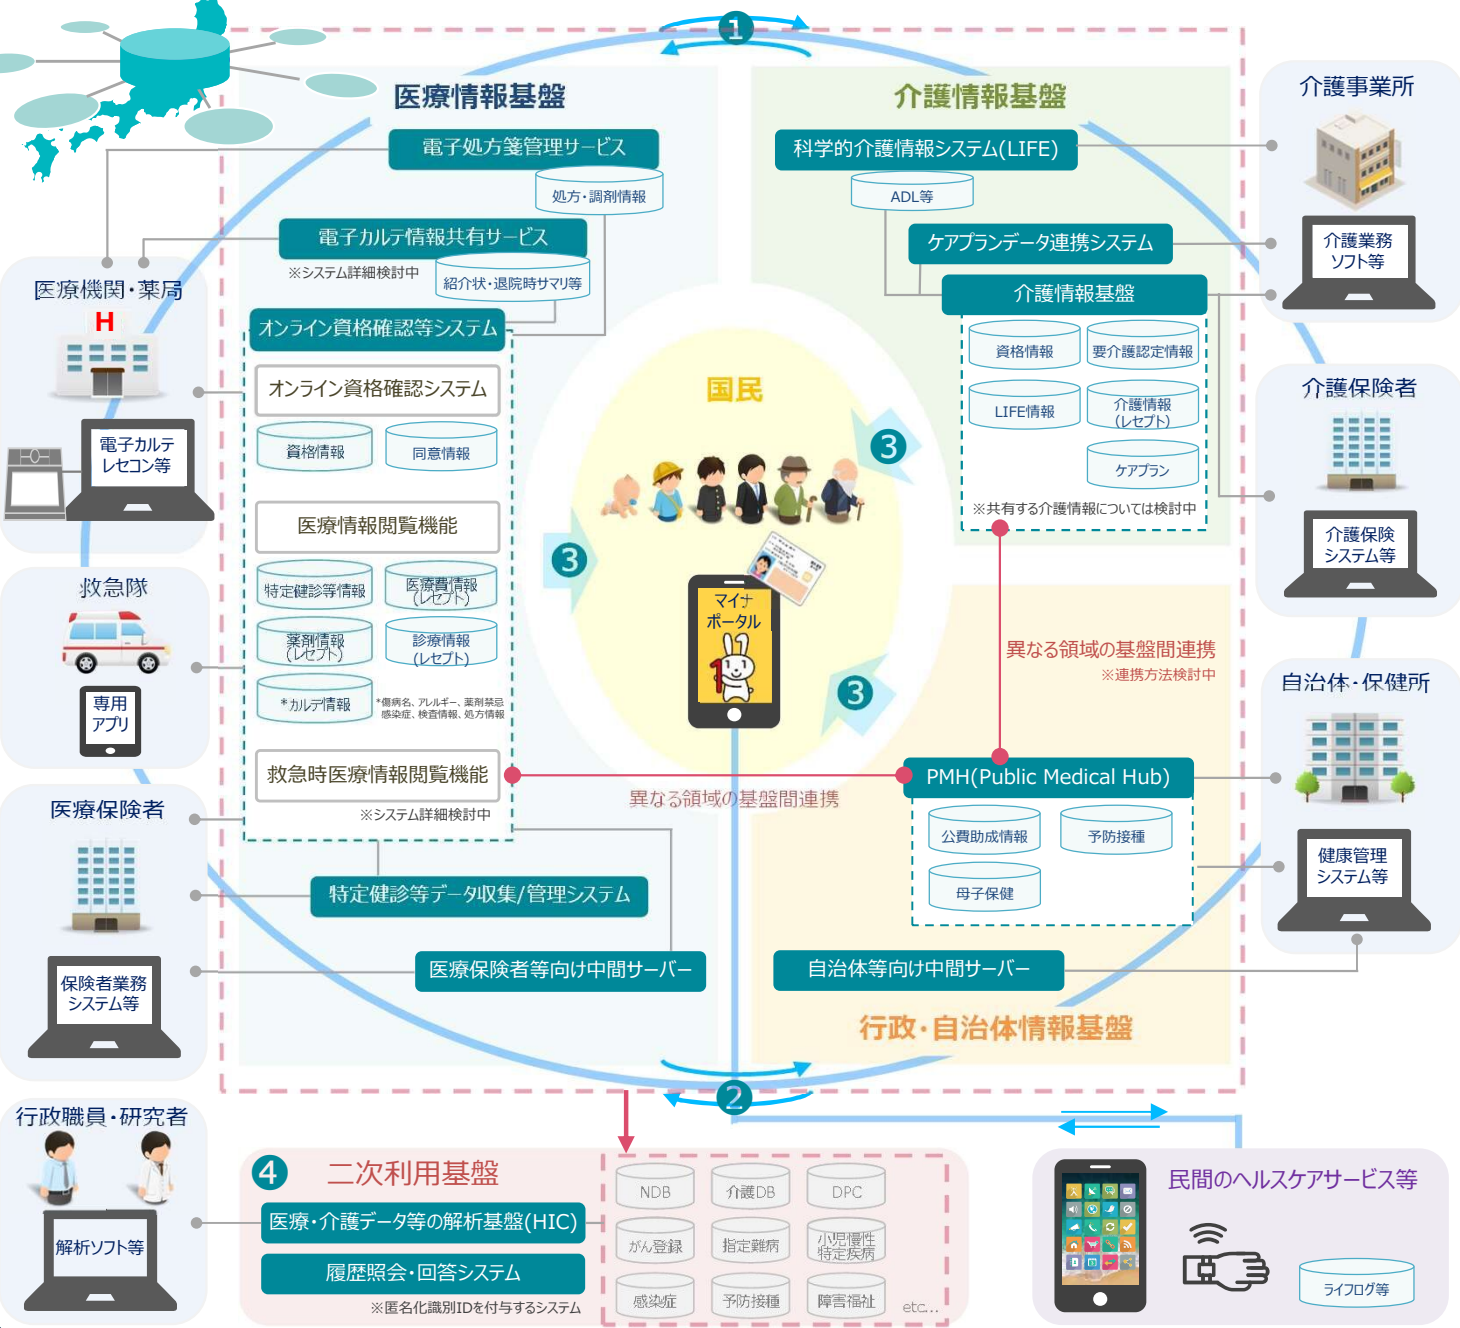 1
医療情報基盤
電子処方箋管理サービス
処方・調剤情報
電子カルテ情報共有サービス
※システム詳細検討中
紹介状・退院時サマリ等
オンライン資格確認等システム
オンライン資格確認システム
資格情報
同意情報
医療情報閲覧機能
特定健診等情報
医療費情報
(レセプト)
薬剤情報
(レセプト)
診療情報
(レセプト)
*カルテ情報
*傷病名、アレルギー、薬剤禁忌
感染症、検査情報、処方情報
救急時医療情報閲覧機能
※システム詳細検討中
特定健診等データ収集/管理システム
医療保険者等向け中間サーバー
介護情報基盤
科学的介護情報システム(LIFE)
ADL等
ケアプランデータ連携システム
介護情報基盤
資格情報
要介護認定情報
LIFE情報
介護情報
(レセプト)
ケアプラン
※共有する介護情報については検討中
国民
3
3
3
マイナ
ポータル
1
異なる領域の基盤間連携
※連携方法検討中
異なる領域の基盤間連携
PMH(Public Medical Hub)
公費助成情報
予防接種
母子保健
自治体等向け中間サーバー
行政・自治体情報基盤
2
医療機関・薬局
H
電子カルテ
レセコン等
救急隊
専用
アプリ
医療保険者
保険者業務
システム等
行政職員・研究者
解析ソフト等
介護事業所
介護業務
ソフト等
介護保険者
介護保険
システム等
自治体・保健所
健康管理
システム等
4
二次利用基盤
医療・介護データ等の解析基盤(HIC)
履歴照会・回答システム
※匿名化識別IDを付与するシステム
NDB
介護DB
DPC
がん登録
指定難病
小児慢性
特定疾病
感染症
予防接種
障害福祉
etc...
民間のヘルスケアサービス等
ライフログ等